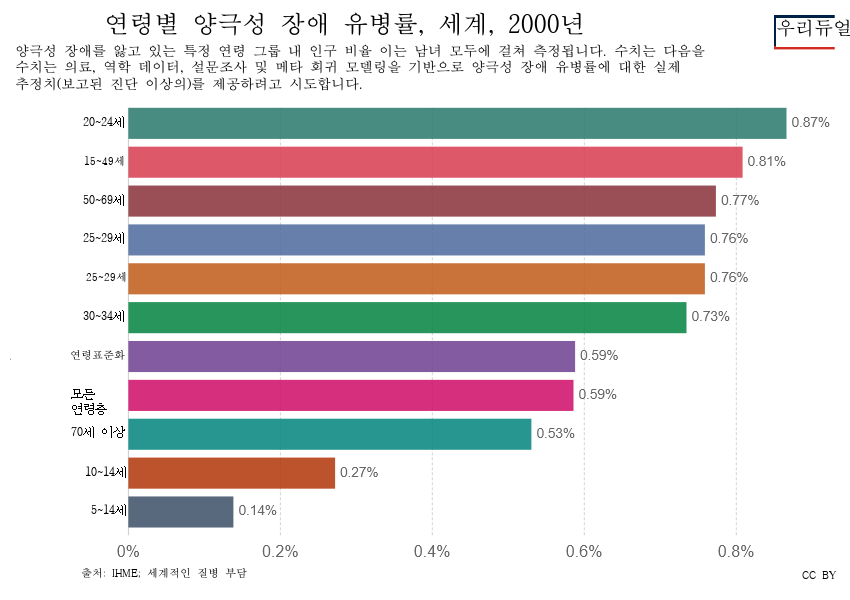 연령별 양극성 장애 유병률, 세계, 2000년
우리듀얼
양극성 장애를 앓고 있는 특정 연령 그룹 내 인구 비율 이는 남녀 모두에 걸쳐 측정됩니다. 수치는 다음을
수치는 의료, 역학 데이터, 설문조사 및 메타 회귀 모델링을 기반으로 양극성 장애 유병률에 대한 실제
추정치(보고된 진단 이상의)를 제공하려고 시도합니다.
20~24세 0.87%
15~49세 0.81%
50~69세 0.77%
25~29세 0.76%
25~29세 0.76%
30~34세 0.73%
연령표준화 0.59%
모든
연령층 0.59%
70세 이상 0.53%
10~14세 0.27%
5~14세 0.14%
0% 0.2% 0.4% 0.6% 0.8%
출처: IHME; 세계적인 질병 부담
CC BY